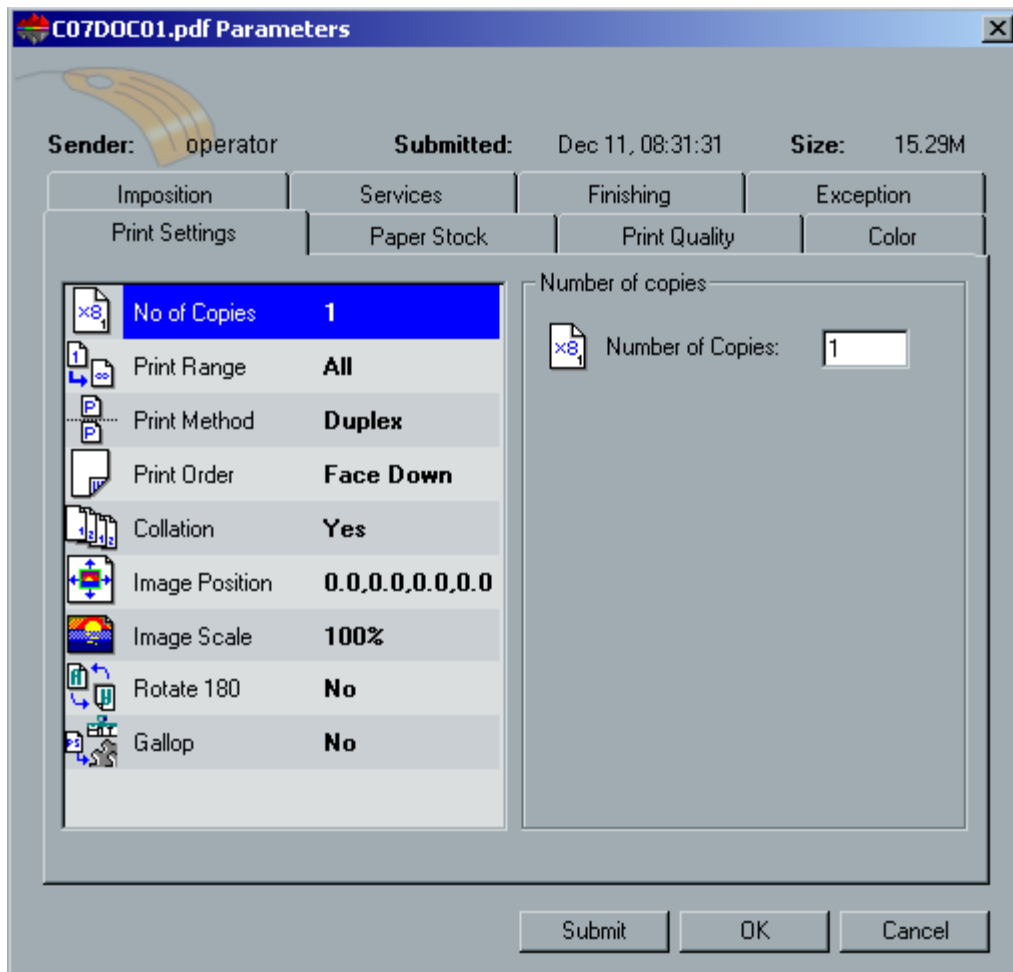 C07DOC01.pdf Parameters
Sender: operator Submitted: Dec 11, 08:31:31 Size: 15.29M
Imposition Services Finishing Exception
Print Settings Paper Stock Print Quality Color
No of Copies 1
Print Range All
Print Method Duplex
Print Order Face Down
Collation Yes
Image Position 0.0,0.0,0.0,0.0
Image Scale 100%
Rotate 180 No
Gallop No
Number of copies
Number of Copies: 1
Submit OK Cancel